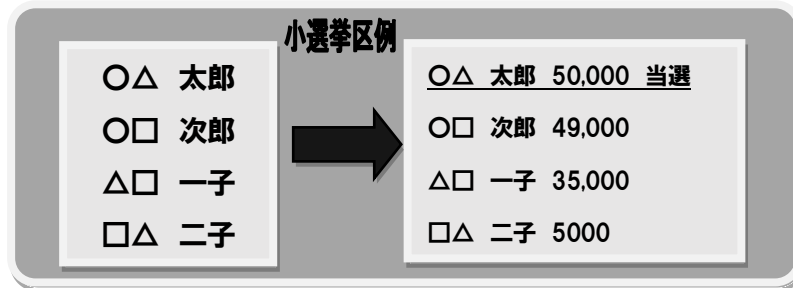 小選挙区例
○△ 太郎
○□ 次郎
△□ 一子
□△ 二子
○△ 太郎 50,000 当選
○□ 次郎 49,000
△□ 一子 35,000
□△ 二子 5000